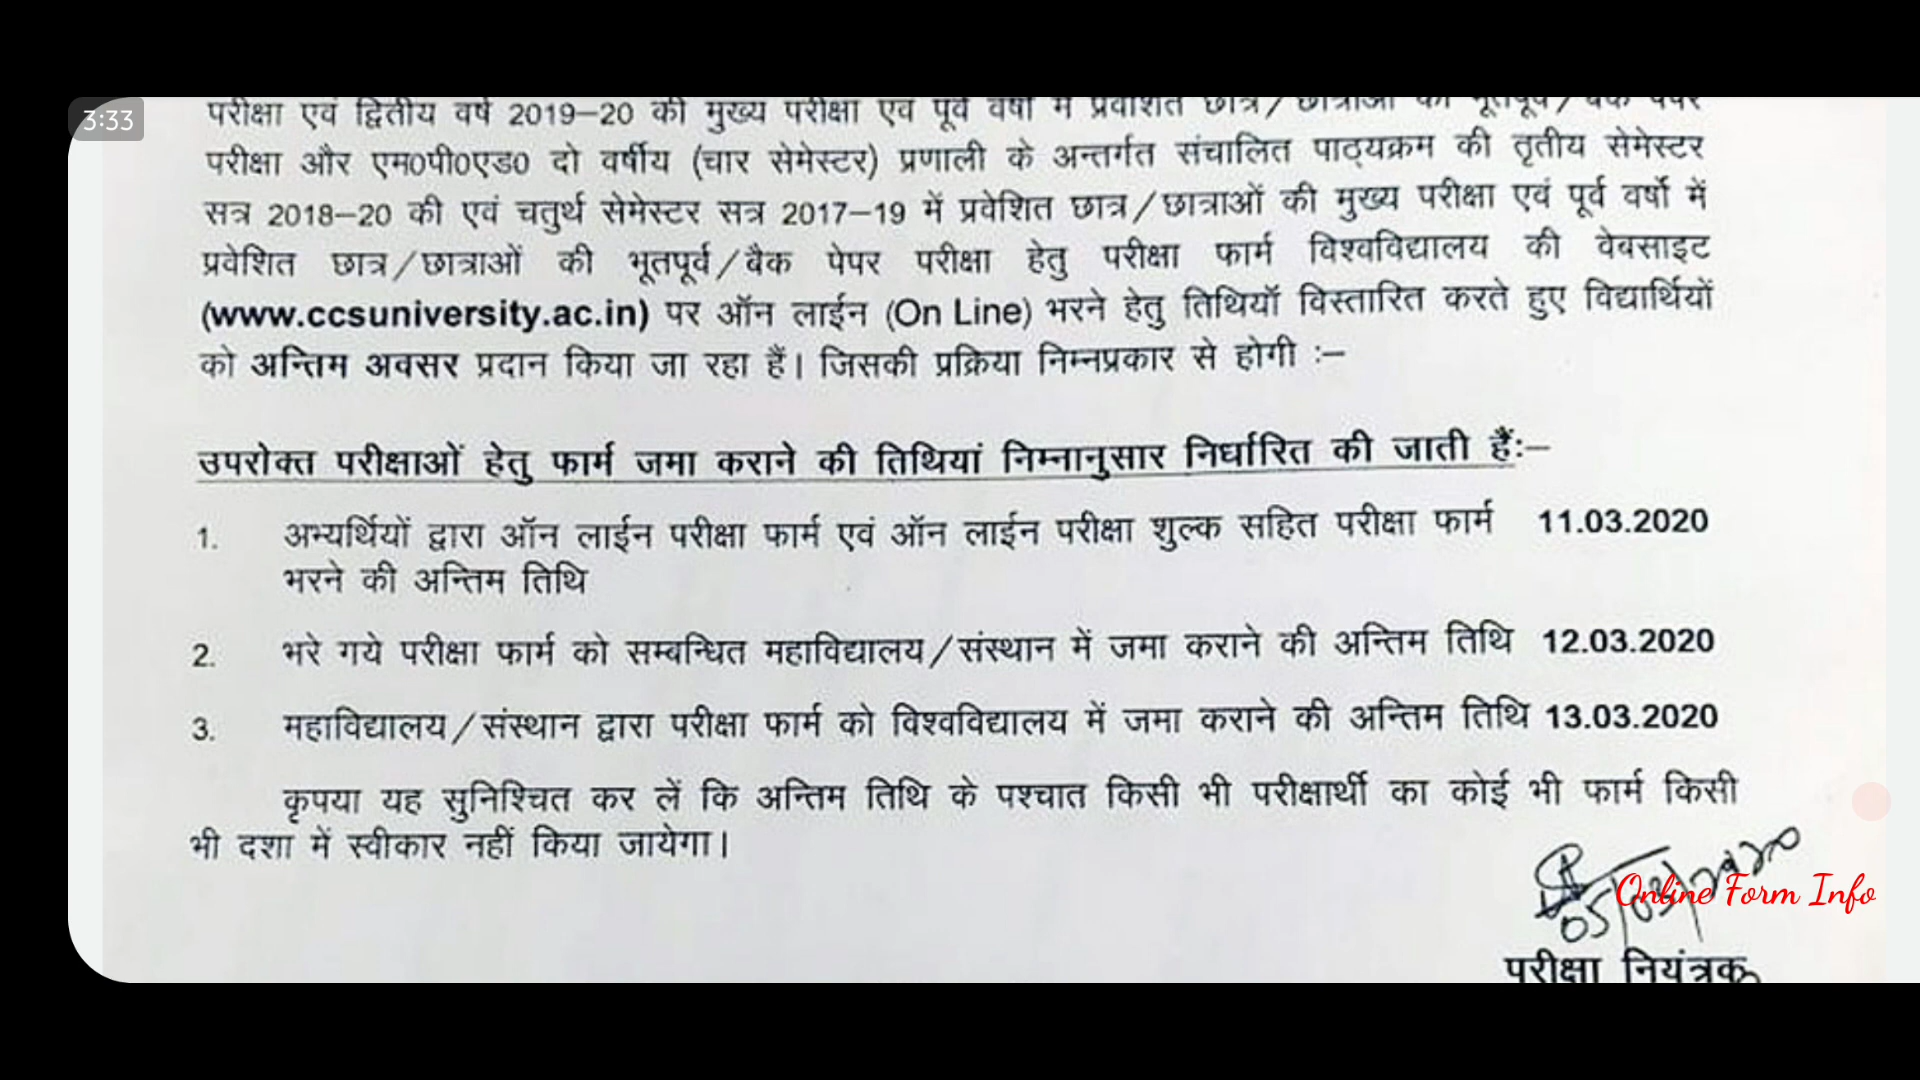 3:33
परीक्षा एवं द्वितीय वर्ष 2019–20 की मुख्य परीक्षा एवं पूर्व वर्षो में प्रवेशित छात्र/छात्राओं की भूतपूर्व/बैक पेपर
परीक्षा और एम0पी0एड0 दो वर्षीय (चार सेमेस्टर) प्रणाली के अन्तर्गत संचालित पाठ्यक्रम की तृतीय सेमेस्टर
सत्र 2018–20 की एवं चतुर्थ सेमेस्टर सत्र 2017–19 में प्रवेशित छात्र/छात्राओं की मुख्य परीक्षा एवं पूर्व वर्षो में
प्रवेशित छात्र/छात्राओं की भूतपूर्व/बैक पेपर परीक्षा हेतु परीक्षा फार्म विश्वविद्यालय की वेबसाइट
(www.ccsuniversity.ac.in) पर ऑन लाईन (On Line) भरने हेतु तिथियॉ विस्तारित करते हुए विद्यार्थियों
को अन्तिम अवसर प्रदान किया जा रहा हैं। जिसकी प्रक्रिया निम्नप्रकार से होगी :–
उपरोक्त परीक्षाओं हेतु फार्म जमा कराने की तिथियां निम्नानुसार निर्धारित की जाती हैं:–
1. अभ्यर्थियों द्वारा ऑन लाईन परीक्षा फार्म एवं ऑन लाईन परीक्षा शुल्क सहित परीक्षा फार्म 11.03.2020
भरने की अन्तिम तिथि
2. भरे गये परीक्षा फार्म को सम्बन्धित महाविद्यालय/संस्थान में जमा कराने की अन्तिम तिथि 12.03.2020
3. महाविद्यालय/संस्थान द्वारा परीक्षा फार्म को विश्वविद्यालय में जमा कराने की अन्तिम तिथि 13.03.2020
कृपया यह सुनिश्चित कर लें कि अन्तिम तिथि के पश्चात किसी भी परीक्षार्थी का कोई भी फार्म किसी
भी दशा में स्वीकार नहीं किया जायेगा।
05/03/2020
Online Form Info
परीक्षा नियंत्रक